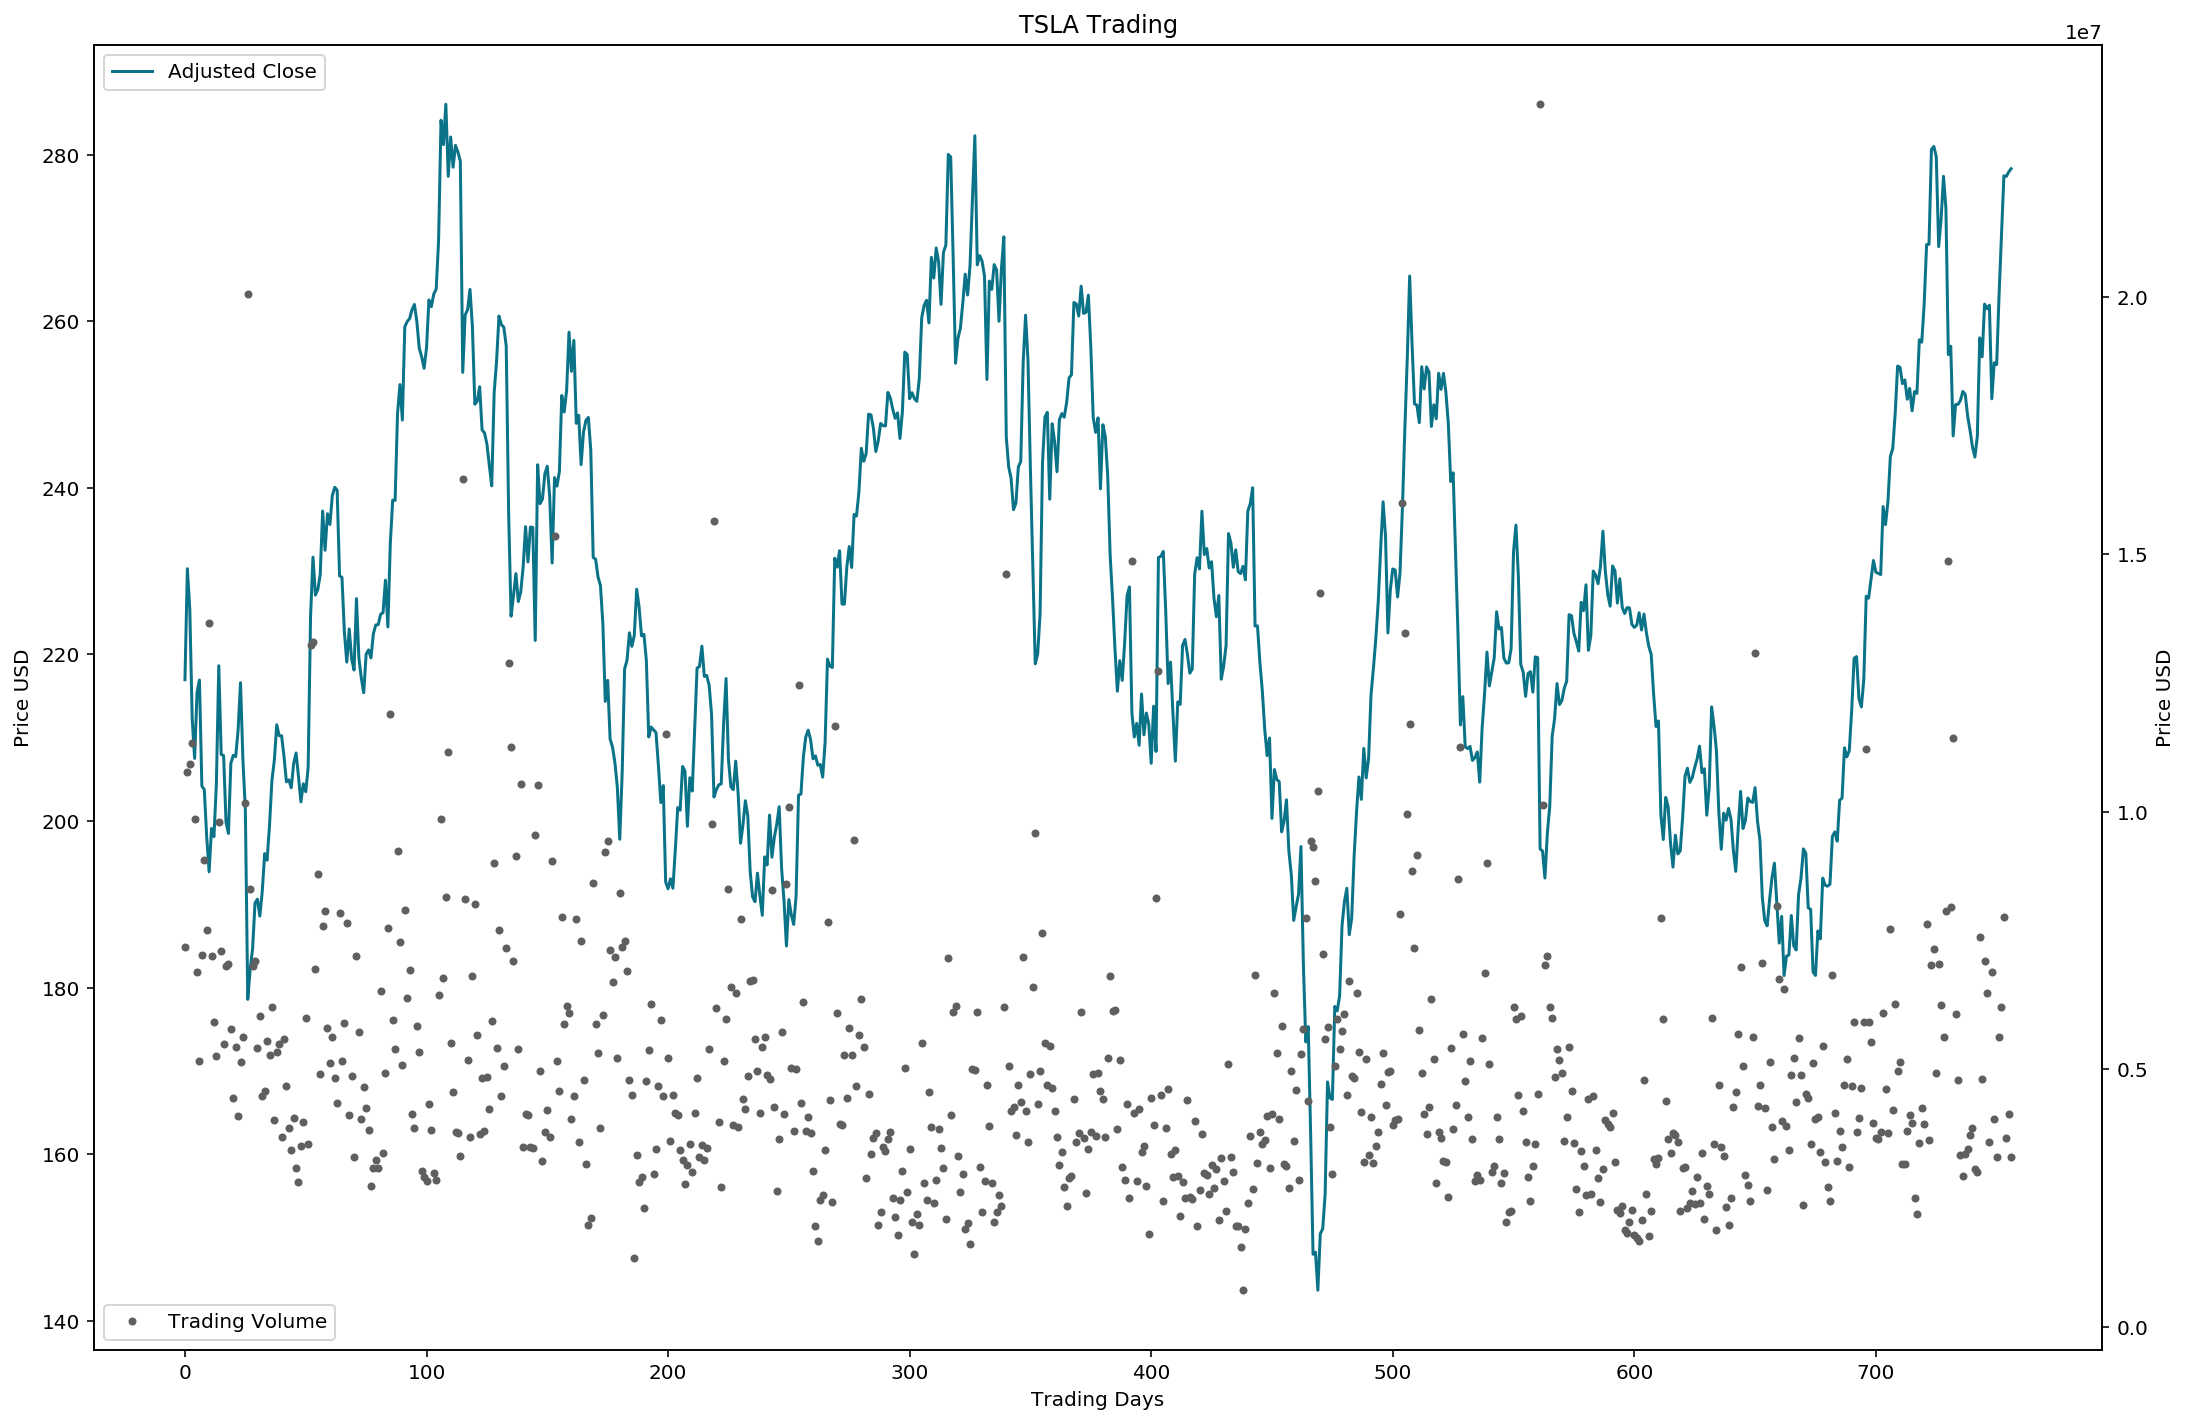 TSLA Trading
1e7
Adjusted Close
280
260
240
220
200
180
160
140
Price USD
2.0
1.5
1.0
0.5
0.0
Price USD
Trading Volume
0 100 200 300 400 500 600 700
Trading Days